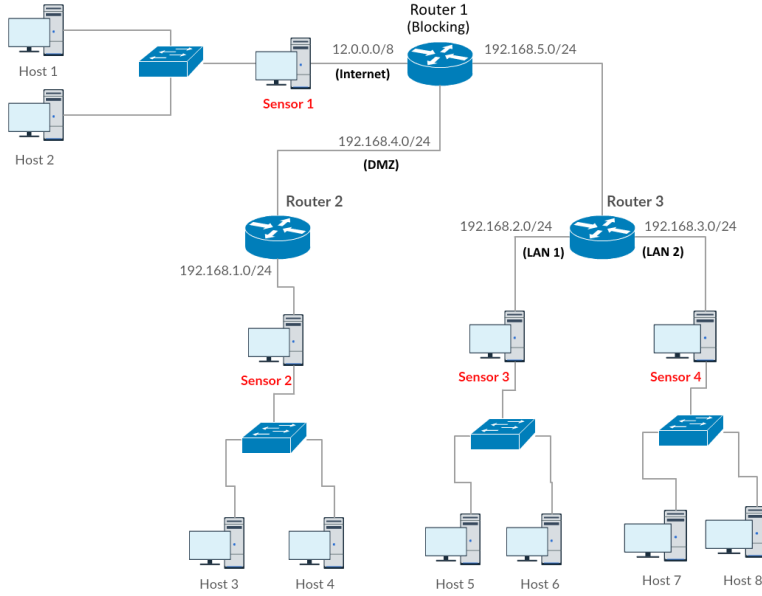 Router 1
(Blocking)
12.0.0.0/8
192.168.5.0/24
(Internet)
Host 1
Sensor 1
Host 2
192.168.4.0/24
(DMZ)
Router 2
Router 3
192.168.2.0/24
192.168.3.0/24
(LAN 1)
(LAN 2)
192.168.1.0/24
Sensor 2
Sensor 3
Sensor 4
Host 3
Host 4
Host 5
Host 6
Host 7
Host 8